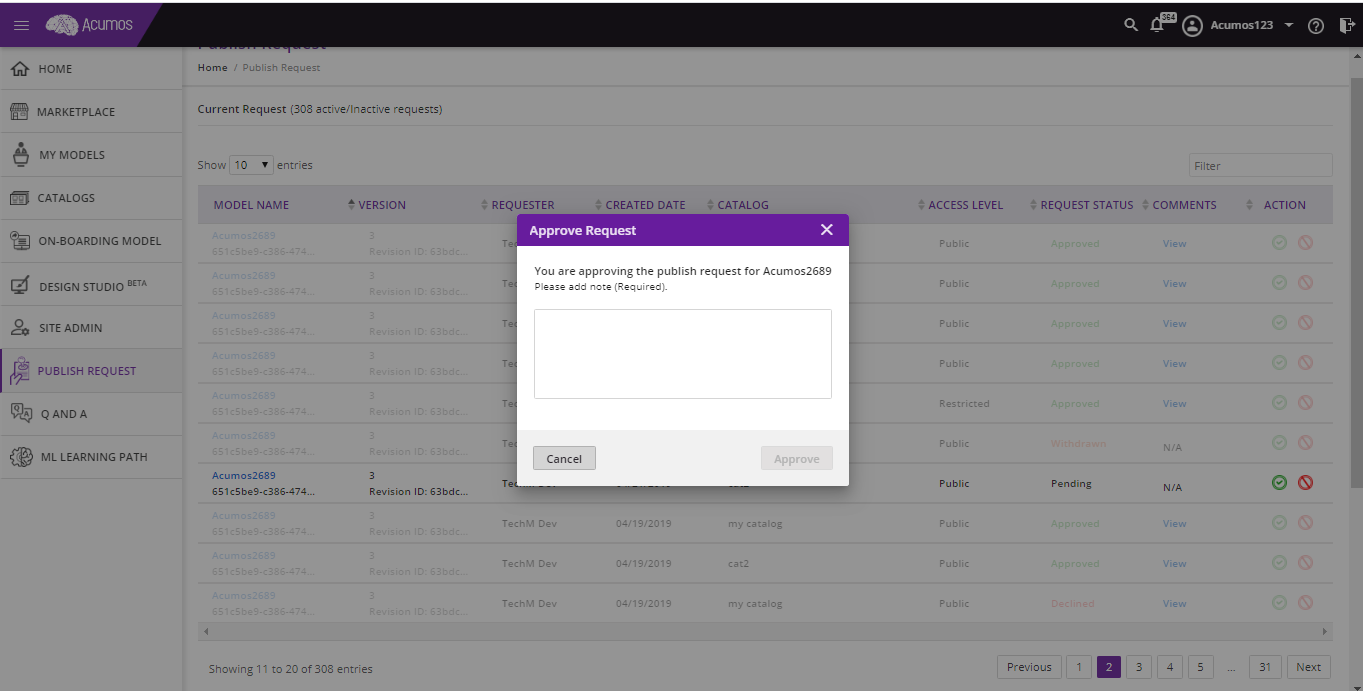 Acumos
364
Acumos123
HOME
MARKETPLACE
MY MODELS
CATALOGS
ON-BOARDING MODEL
DESIGN STUDIO BETA
SITE ADMIN
PUBLISH REQUEST
Q AND A
ML LEARNING PATH
Publish Request
Home / Publish Request
Current Request (308 active/Inactive requests)
Show 10 entries
Filter
MODEL NAME VERSION REQUESTER CREATED DATE CATALOG ACCESS LEVEL REQUEST STATUS COMMENTS ACTION
Acumos2689 3 Public Approved View
651c5be9-c386-474... Revision ID: 63bdc...
Acumos2689 3 Public Approved View
651c5be9-c386-474... Revision ID: 63bdc...
Acumos2689 3 Public Approved View
651c5be9-c386-474... Revision ID: 63bdc...
Acumos2689 3 Public Approved View
651c5be9-c386-474... Revision ID: 63bdc...
Acumos2689 3 Restricted Approved View
651c5be9-c386-474... Revision ID: 63bdc...
Acumos2689 3 Public Withdrawn N/A
651c5be9-c386-474... Revision ID: 63bdc...
Acumos2689 3 Public Pending N/A
651c5be9-c386-474... Revision ID: 63bdc...
Acumos2689 3 TechM Dev 04/19/2019 my catalog Public Approved View
651c5be9-c386-474... Revision ID: 63bdc...
Acumos2689 3 TechM Dev 04/19/2019 cat2 Public Approved View
651c5be9-c386-474... Revision ID: 63bdc...
Acumos2689 3 TechM Dev 04/19/2019 my catalog Public Declined View
651c5be9-c386-474... Revision ID: 63bdc...
Showing 11 to 20 of 308 entries
Previous 1 2 3 4 5 ... 31 Next
Approve Request
You are approving the publish request for Acumos2689
Please add note (Required).
Cancel
Approve